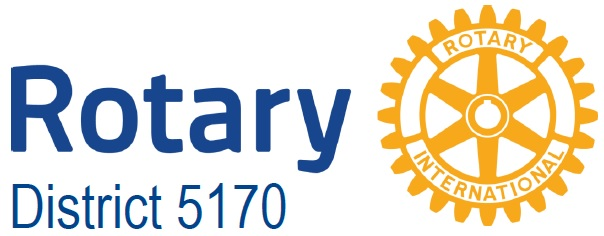 Rotary
District 5170
ROTARY
INTERNATIONAL